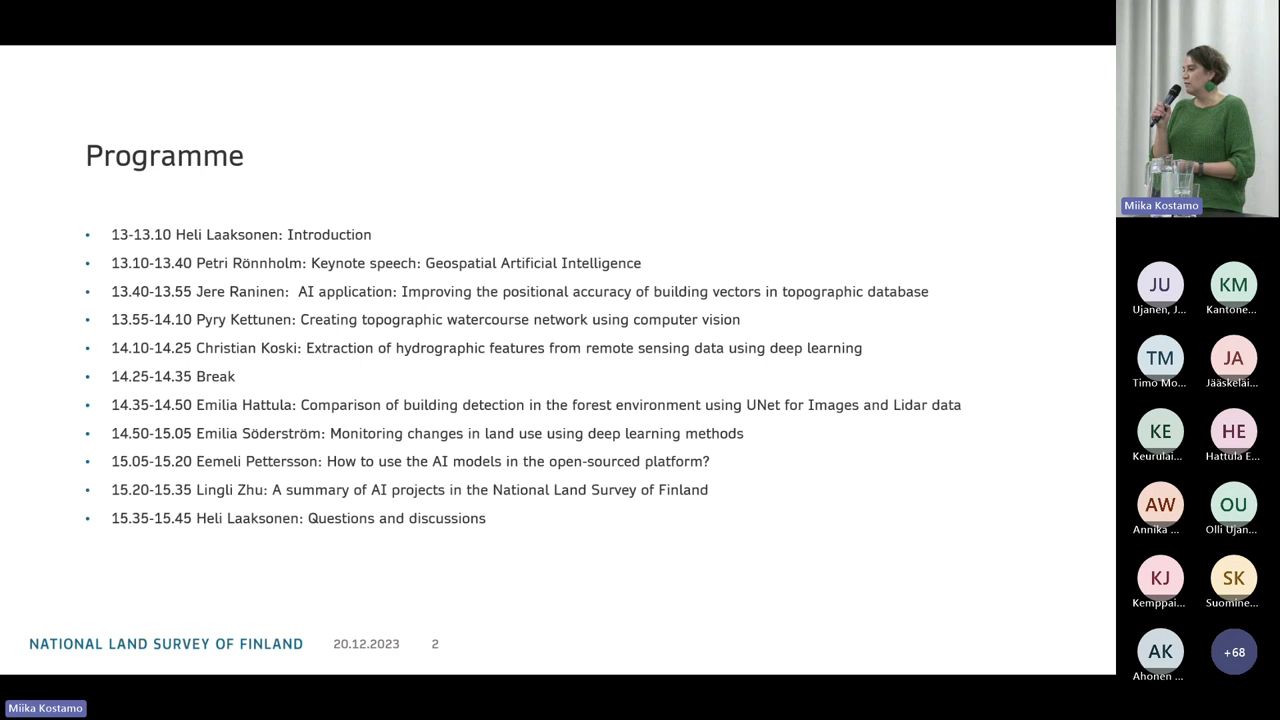 Programme
• 13-13.10 Heli Laaksonen: Introduction
• 13.10-13.40 Petri Rönnholm: Keynote speech: Geospatial Artificial Intelligence
• 13.40-13.55 Jere Raninen:  AI application: Improving the positional accuracy of building vectors in topographic database
• 13.55-14.10 Pyry Kettunen: Creating topographic watercourse network using computer vision
• 14.10-14.25 Christian Koski: Extraction of hydrographic features from remote sensing data using deep learning
• 14.25-14.35 Break
• 14.35-14.50 Emilia Hattula: Comparison of building detection in the forest environment using UNet for Images and Lidar data
• 14.50-15.05 Emilia Söderström: Monitoring changes in land use using deep learning methods
• 15.05-15.20 Eemeli Pettersson: How to use the AI models in the open-sourced platform?
• 15.20-15.35 Lingli Zhu: A summary of AI projects in the National Land Survey of Finland
• 15.35-15.45 Heli Laaksonen: Questions and discussions
NATIONAL LAND SURVEY OF FINLAND 20.12.2023 2
Miika Kostamo
Miika Kostamo
JU KM
Ujanen, J... Kantone...
TM JA
Timo Mo... Jääskeläi...
KE HE
Keurulai... Hattula E...
AW OU
Annika ... Olli Ujan...
KJ SK
Kemppai... Suomine...
AK +68
Ahonen ...